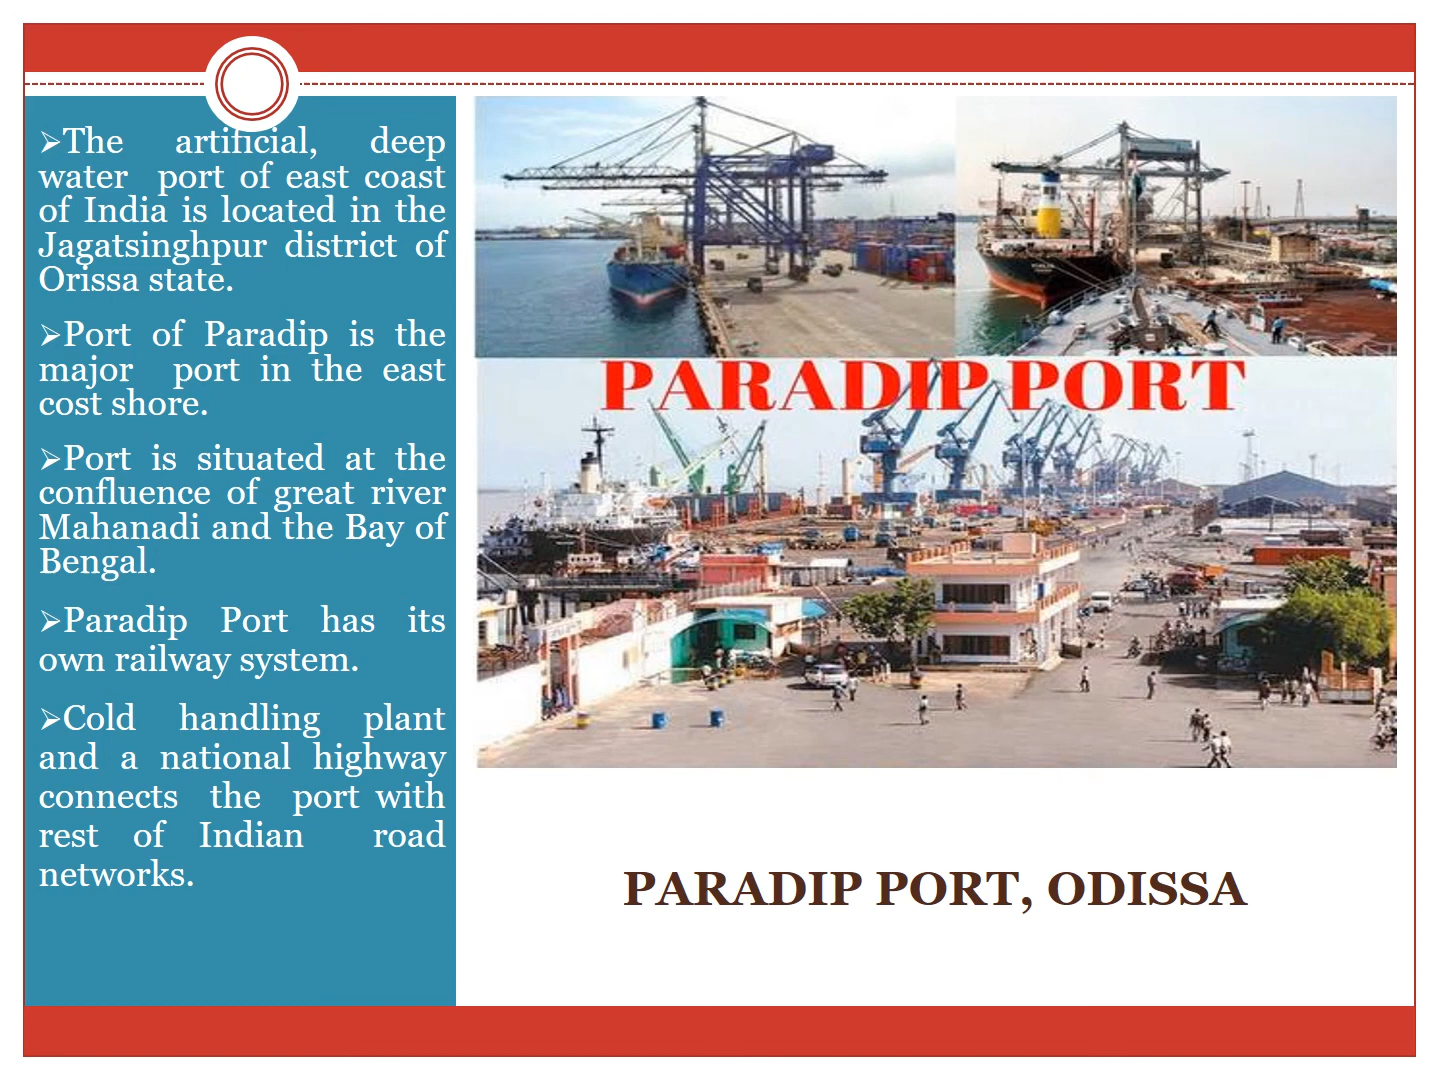 ➢The artificial, deep
water port of east coast
of India is located in the
Jagatsinghpur district of
Orissa state.
➢Port of Paradip is the
major port in the east
cost shore.
➢Port is situated at the
confluence of great river
Mahanadi and the Bay of
Bengal.
➢Paradip Port has its
own railway system.
➢Cold handling plant
and a national highway
connects the port with
rest of Indian road
networks.
PARADIP PORT
PARADIP PORT, ODISSA